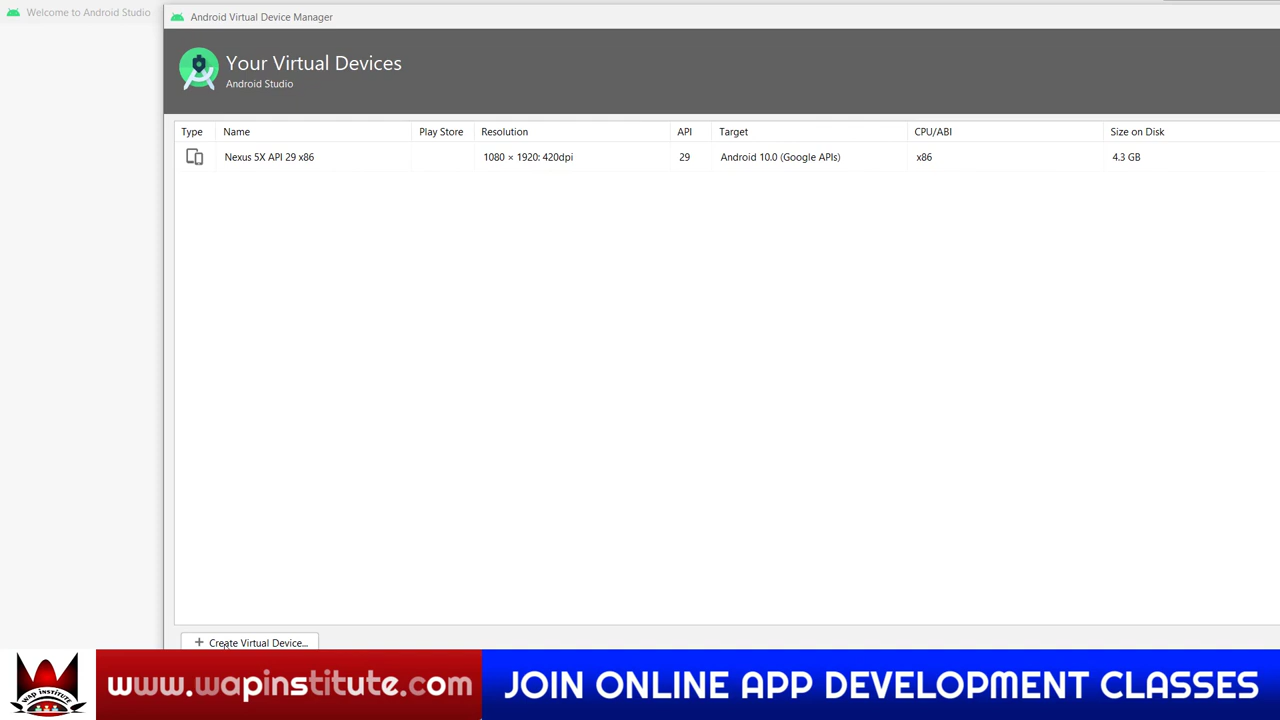 Welcome to Android Studio
Android Virtual Device Manager
Your Virtual Devices
Android Studio
Type Name Play Store Resolution API Target CPU/ABI Size on Disk
Nexus 5X API 29 x86 1080 × 1920: 420dpi 29 Android 10.0 (Google APIs) x86 4.3 GB
+ Create Virtual Device...
WAP INSTITUTE
www.wapinstitute.com
JOIN ONLINE APP DEVELOPMENT CLASSES